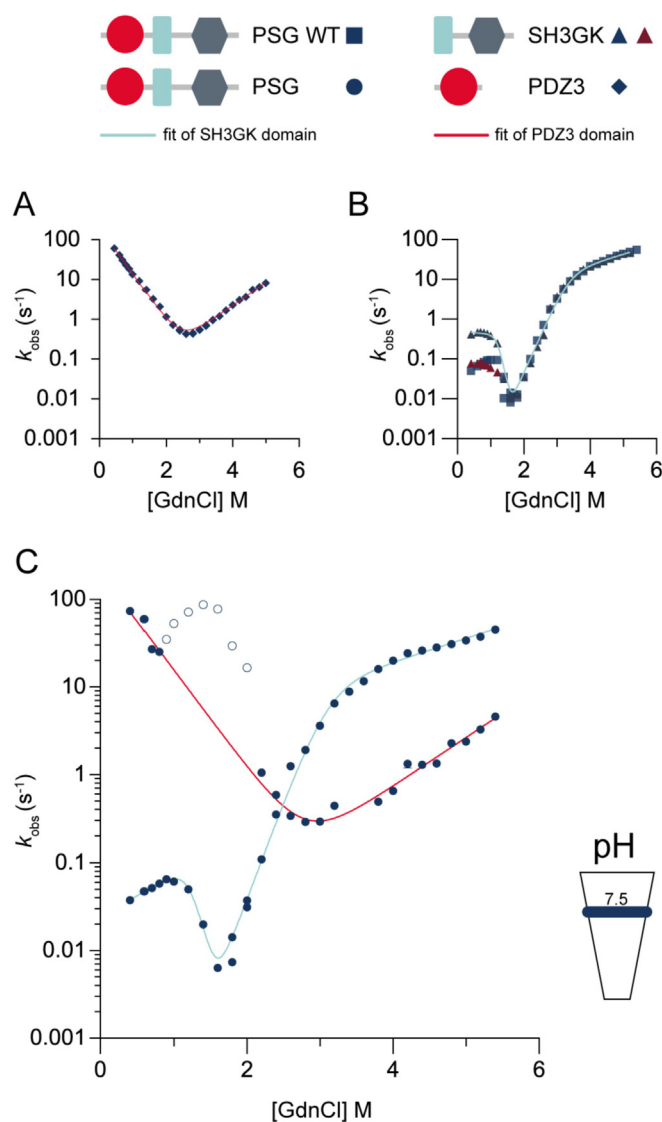 PSG WT
SH3GK
PSG
PDZ3
fit of SH3GK domain
fit of PDZ3 domain
A
B
100
10
1
0.1
0.01
0.001
kobs (s-1)
0
2
4
6
[GdnCl] M
100
10
1
0.1
0.01
0.001
kobs (s-1)
0
2
4
6
[GdnCl] M
C
100
10
1
0.1
0.01
0.001
kobs (s-1)
0
2
4
6
[GdnCl] M
pH
7.5